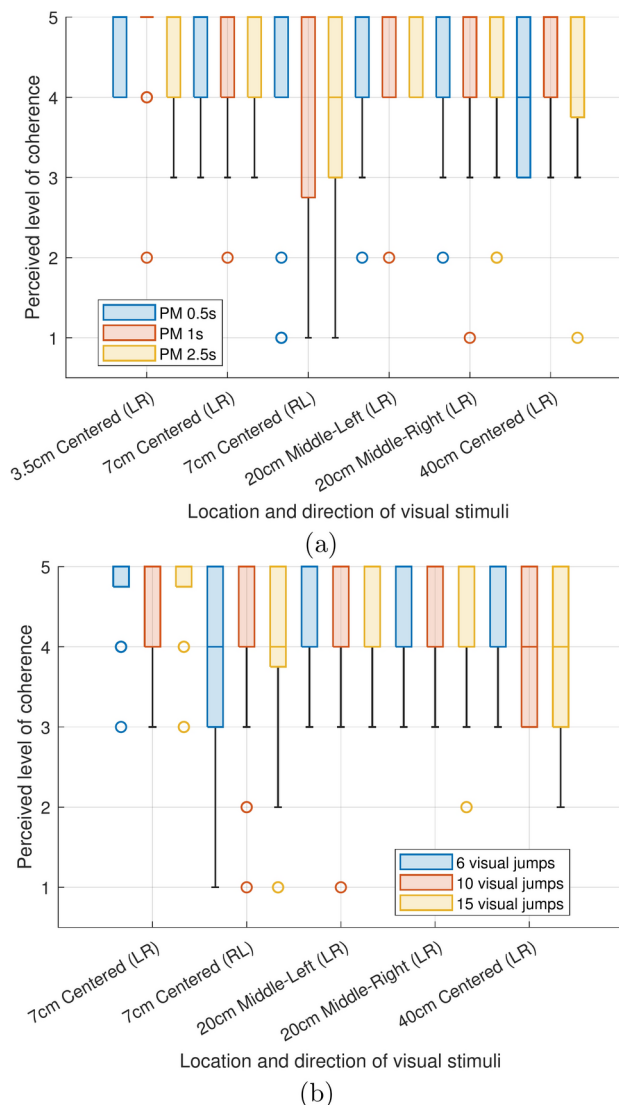 5
4
3
2
1
Perceived level of coherence
PM 0.5s
PM 1s
PM 2.5s
3.5cm Centered (LR)
7cm Centered (LR)
7cm Centered (RL)
20cm Middle-Left (LR)
20cm Middle-Right (LR)
40cm Centered (LR)
Location and direction of visual stimuli
(a)
5
4
3
2
1
Perceived level of coherence
6 visual jumps
10 visual jumps
15 visual jumps
7cm Centered (LR)
7cm Centered (RL)
20cm Middle-Left (LR)
20cm Middle-Right (LR)
40cm Centered (LR)
Location and direction of visual stimuli
(b)